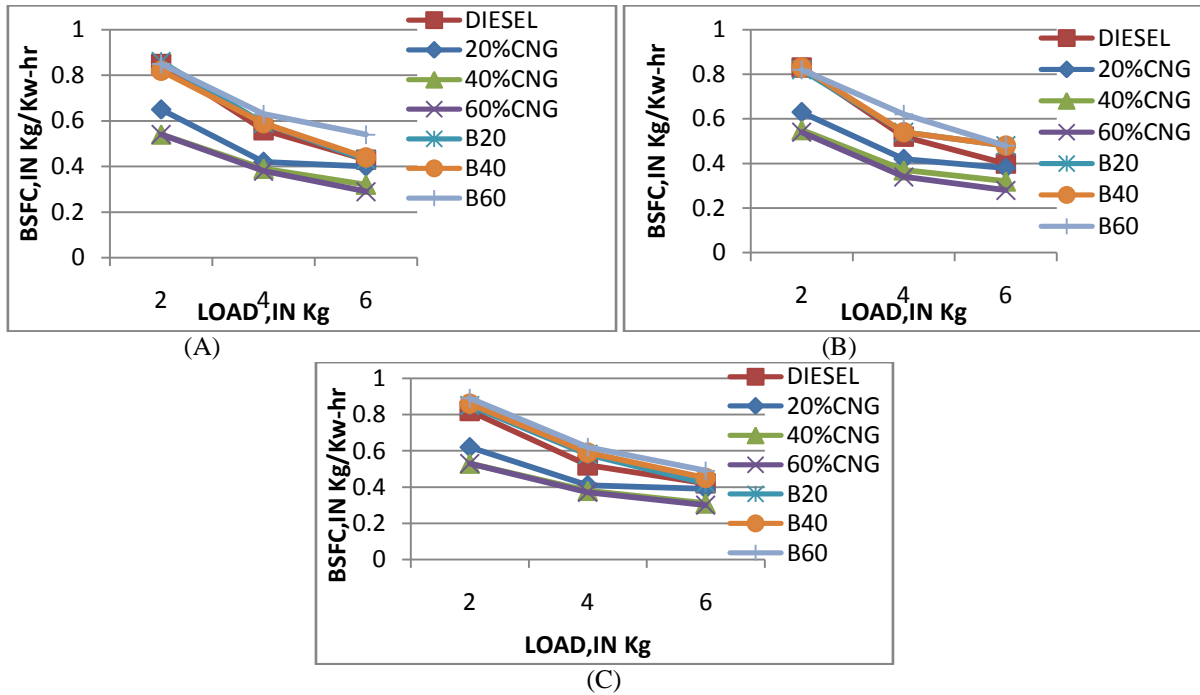 1
0.8
0.6
0.4
0.2
0
BSFC,IN Kg/Kw-hr
2 4 6
LOAD ,IN Kg
DIESEL
20%CNG
40%CNG
60%CNG
B20
B40
B60
(A)
1
0.8
0.6
0.4
0.2
0
BSFC,IN Kg/Kw-hr
2 4 6
LOAD,IN Kg
DIESEL
20%CNG
40%CNG
60%CNG
B20
B40
B60
(B)
1
0.8
0.6
0.4
0.2
0
BSFC,IN Kg/Kw-hr
2 4 6
LOAD,IN Kg
DIESEL
20%CNG
40%CNG
60%CNG
B20
B40
B60
(C)